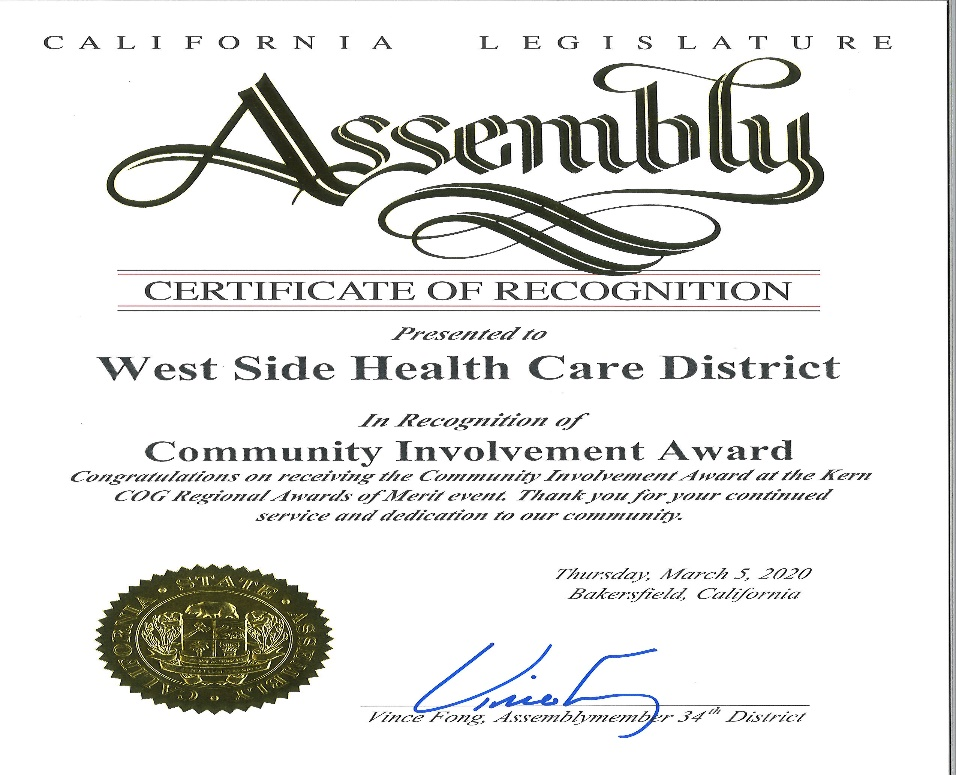 CALIFORNIA LEGISLATURE
Assembly
CERTIFICATE OF RECOGNITION
Presented to
West Side Health Care District
In Recognition of
Community Involvement Award
Congratulations on receiving the Community Involvement Award at the Kern
COG Regional Awards of Merit event. Thank you for your continued
service and dedication to our community.
Thursday, March 5, 2020
Bakersfield, California
CALIFORNIA • STATE • ASSEMBLY
Vince Fong
Vince Fong, Assemblymember 34th District